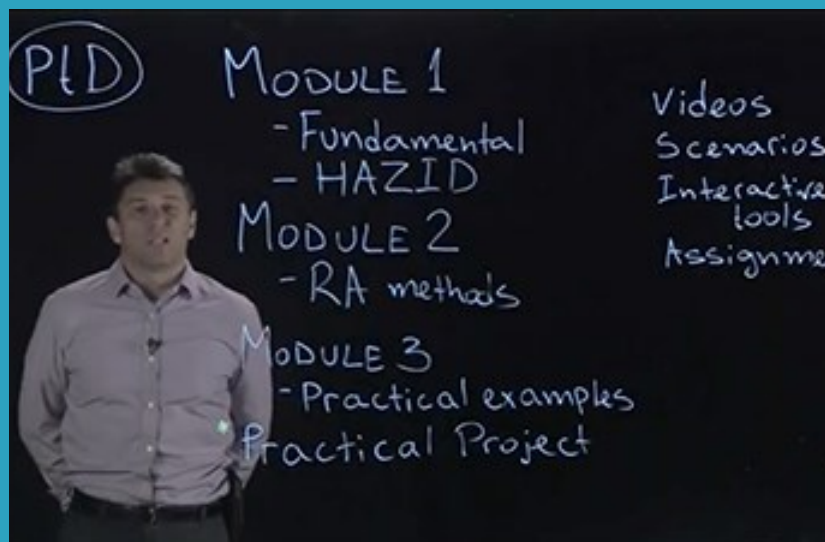 PtD
MODULE 1
- Fundamental
- HAZID
MODULE 2
- RA methods
MODULE 3
- Practical examples
Practical Project
Videos
Scenarios
Interactive
tools
Assignme